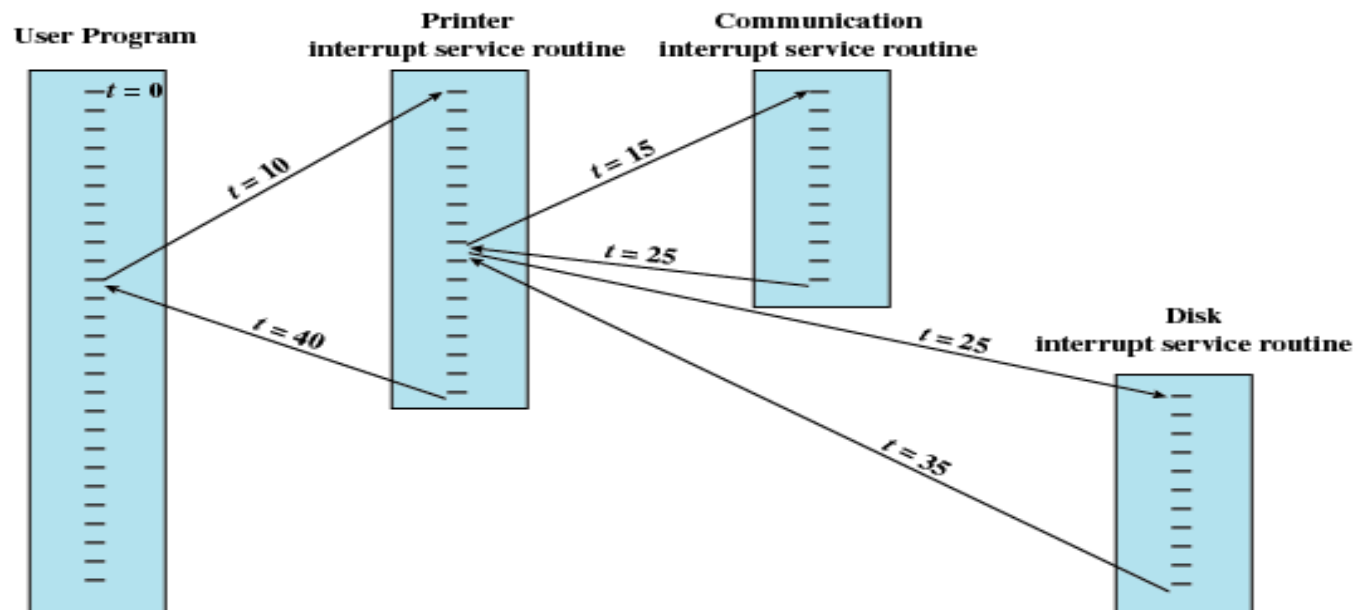 User Program
Printer
interrupt service routine
Communication
interrupt service routine
t = 0
t = 10
t = 15
t = 25
t = 40
t = 25
Disk
interrupt service routine
t = 35